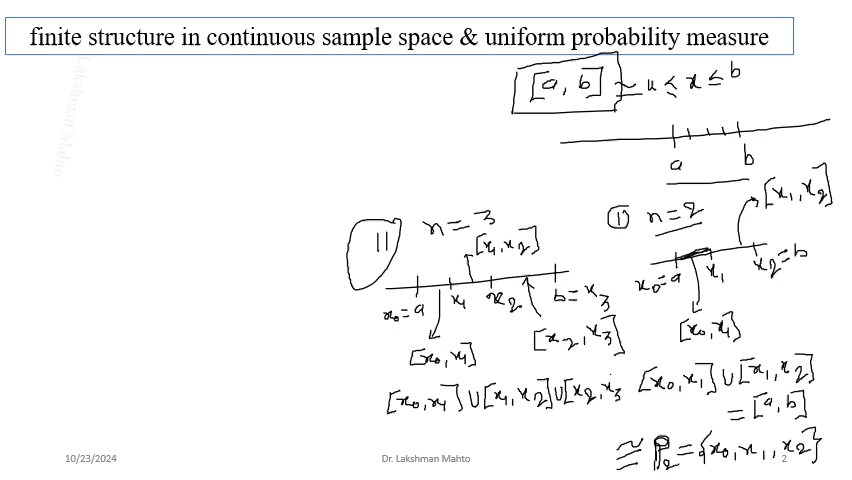 finite structure in continuous sample space & uniform probability measure
Lakshman Mahto
[a, b] ~ a ≤ x ≤ b
a b
① n=2
[x₁, x₂]
x₀=a x₁ x₂=b
[x₀, x₁]
[x₀, x₁] ∪ [x₁, x₂]
= [a, b]
≅ P₂ = {x₀, x₁, x₂}
11 n=3
[x₁, x₂]
x₀=a x₁ x₂ b=x₃
[x₀, x₁] [x₂, x₃]
[x₀, x₁] ∪ [x₁, x₂] ∪ [x₂, x₃
10/23/2024 Dr. Lakshman Mahto 2